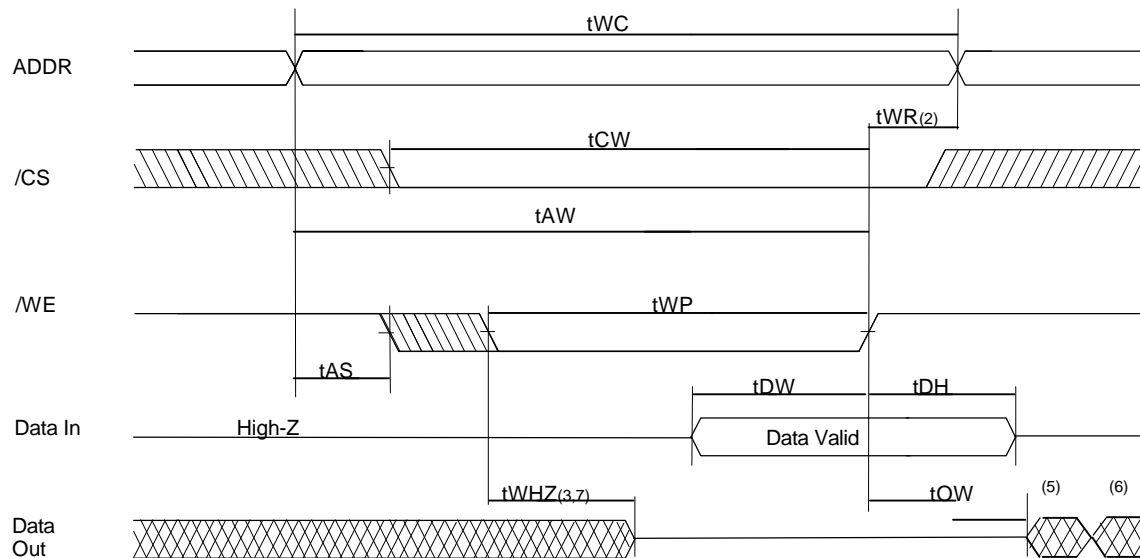 tWC
ADDR
tWR(2)
tCW
/CS
tAW
/WE
tWP
tAS
tDW
tDH
Data In
High-Z
Data Valid
tWHZ(3,7)
tOW
(5)
(6)
Data
Out